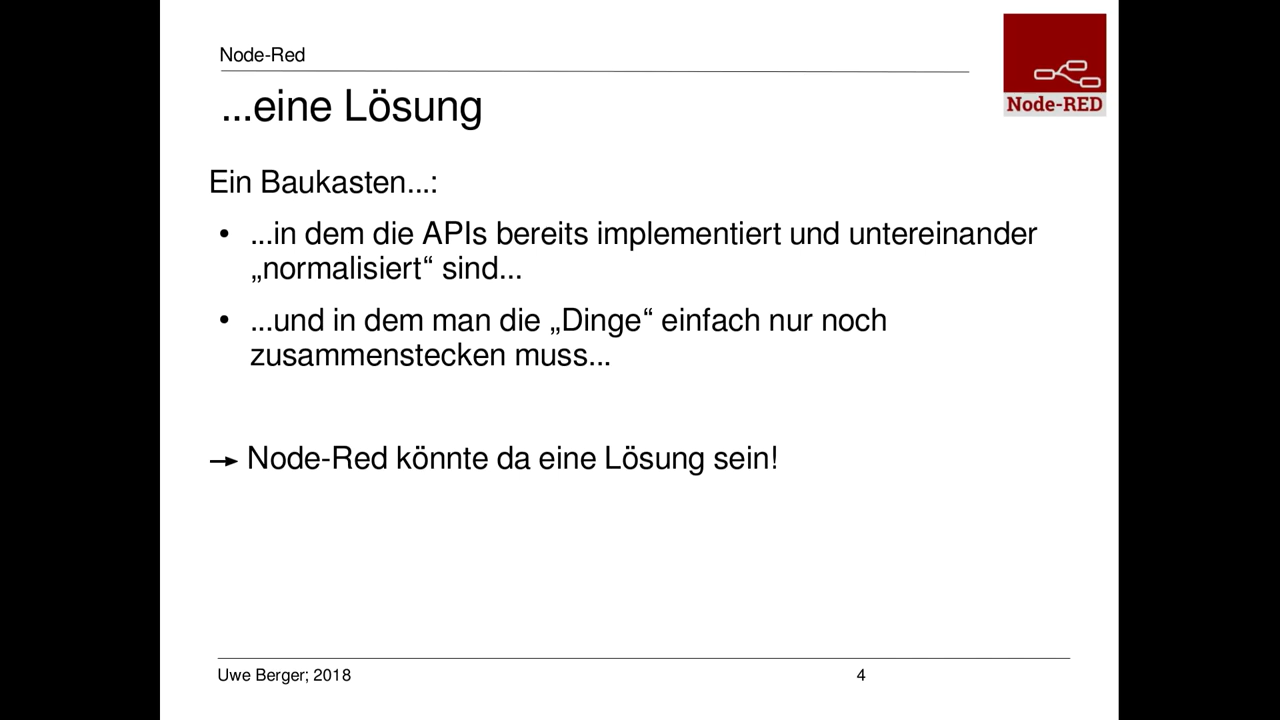 Node-Red
Node-RED
...eine Lösung
Ein Baukasten...:
• ...in dem die APIs bereits implementiert und untereinander
„normalisiert“ sind...
• ...und in dem man die „Dinge“ einfach nur noch
zusammenstecken muss...
→ Node-Red könnte da eine Lösung sein!
Uwe Berger; 2018
4